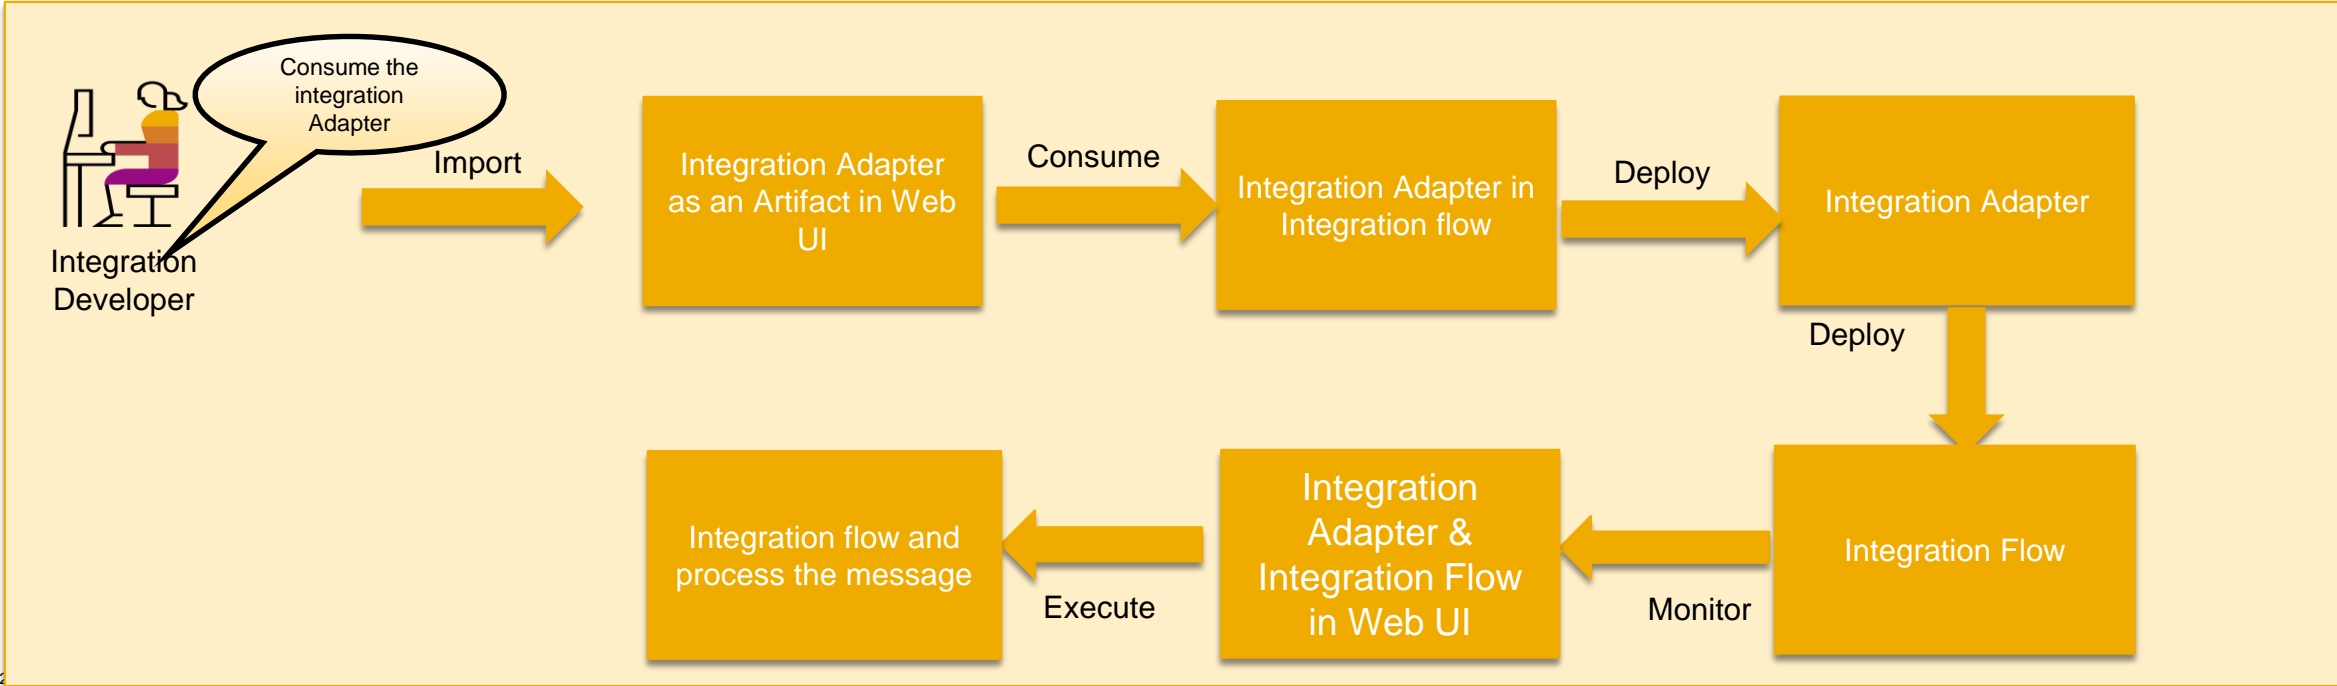 Consume the
integration
Adapter
Integration
Developer
Import
Integration Adapter
as an Artifact in Web
UI
Consume
Integration Adapter in
Integration flow
Deploy
Integration Adapter
Deploy
Integration Flow
Monitor
Integration
Adapter &
Integration Flow
in Web UI
Execute
Integration flow and
process the message